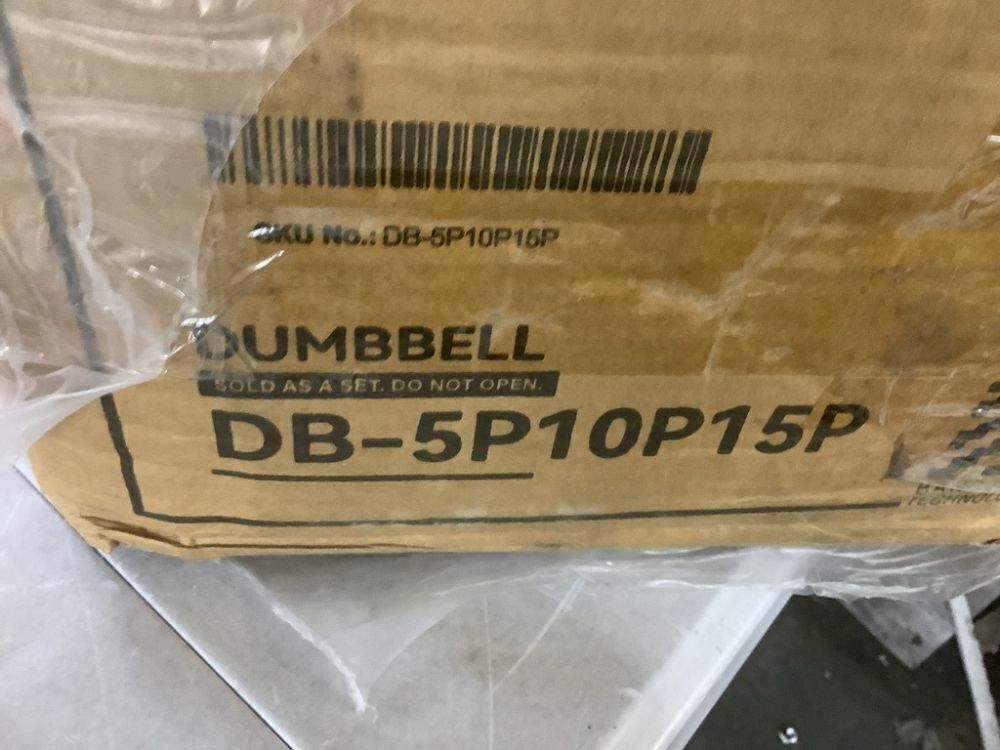 SKU No.: DB-5P10P15P
DUMBBELL
SOLD AS A SET. DO NOT OPEN.
DB-5P10P15P